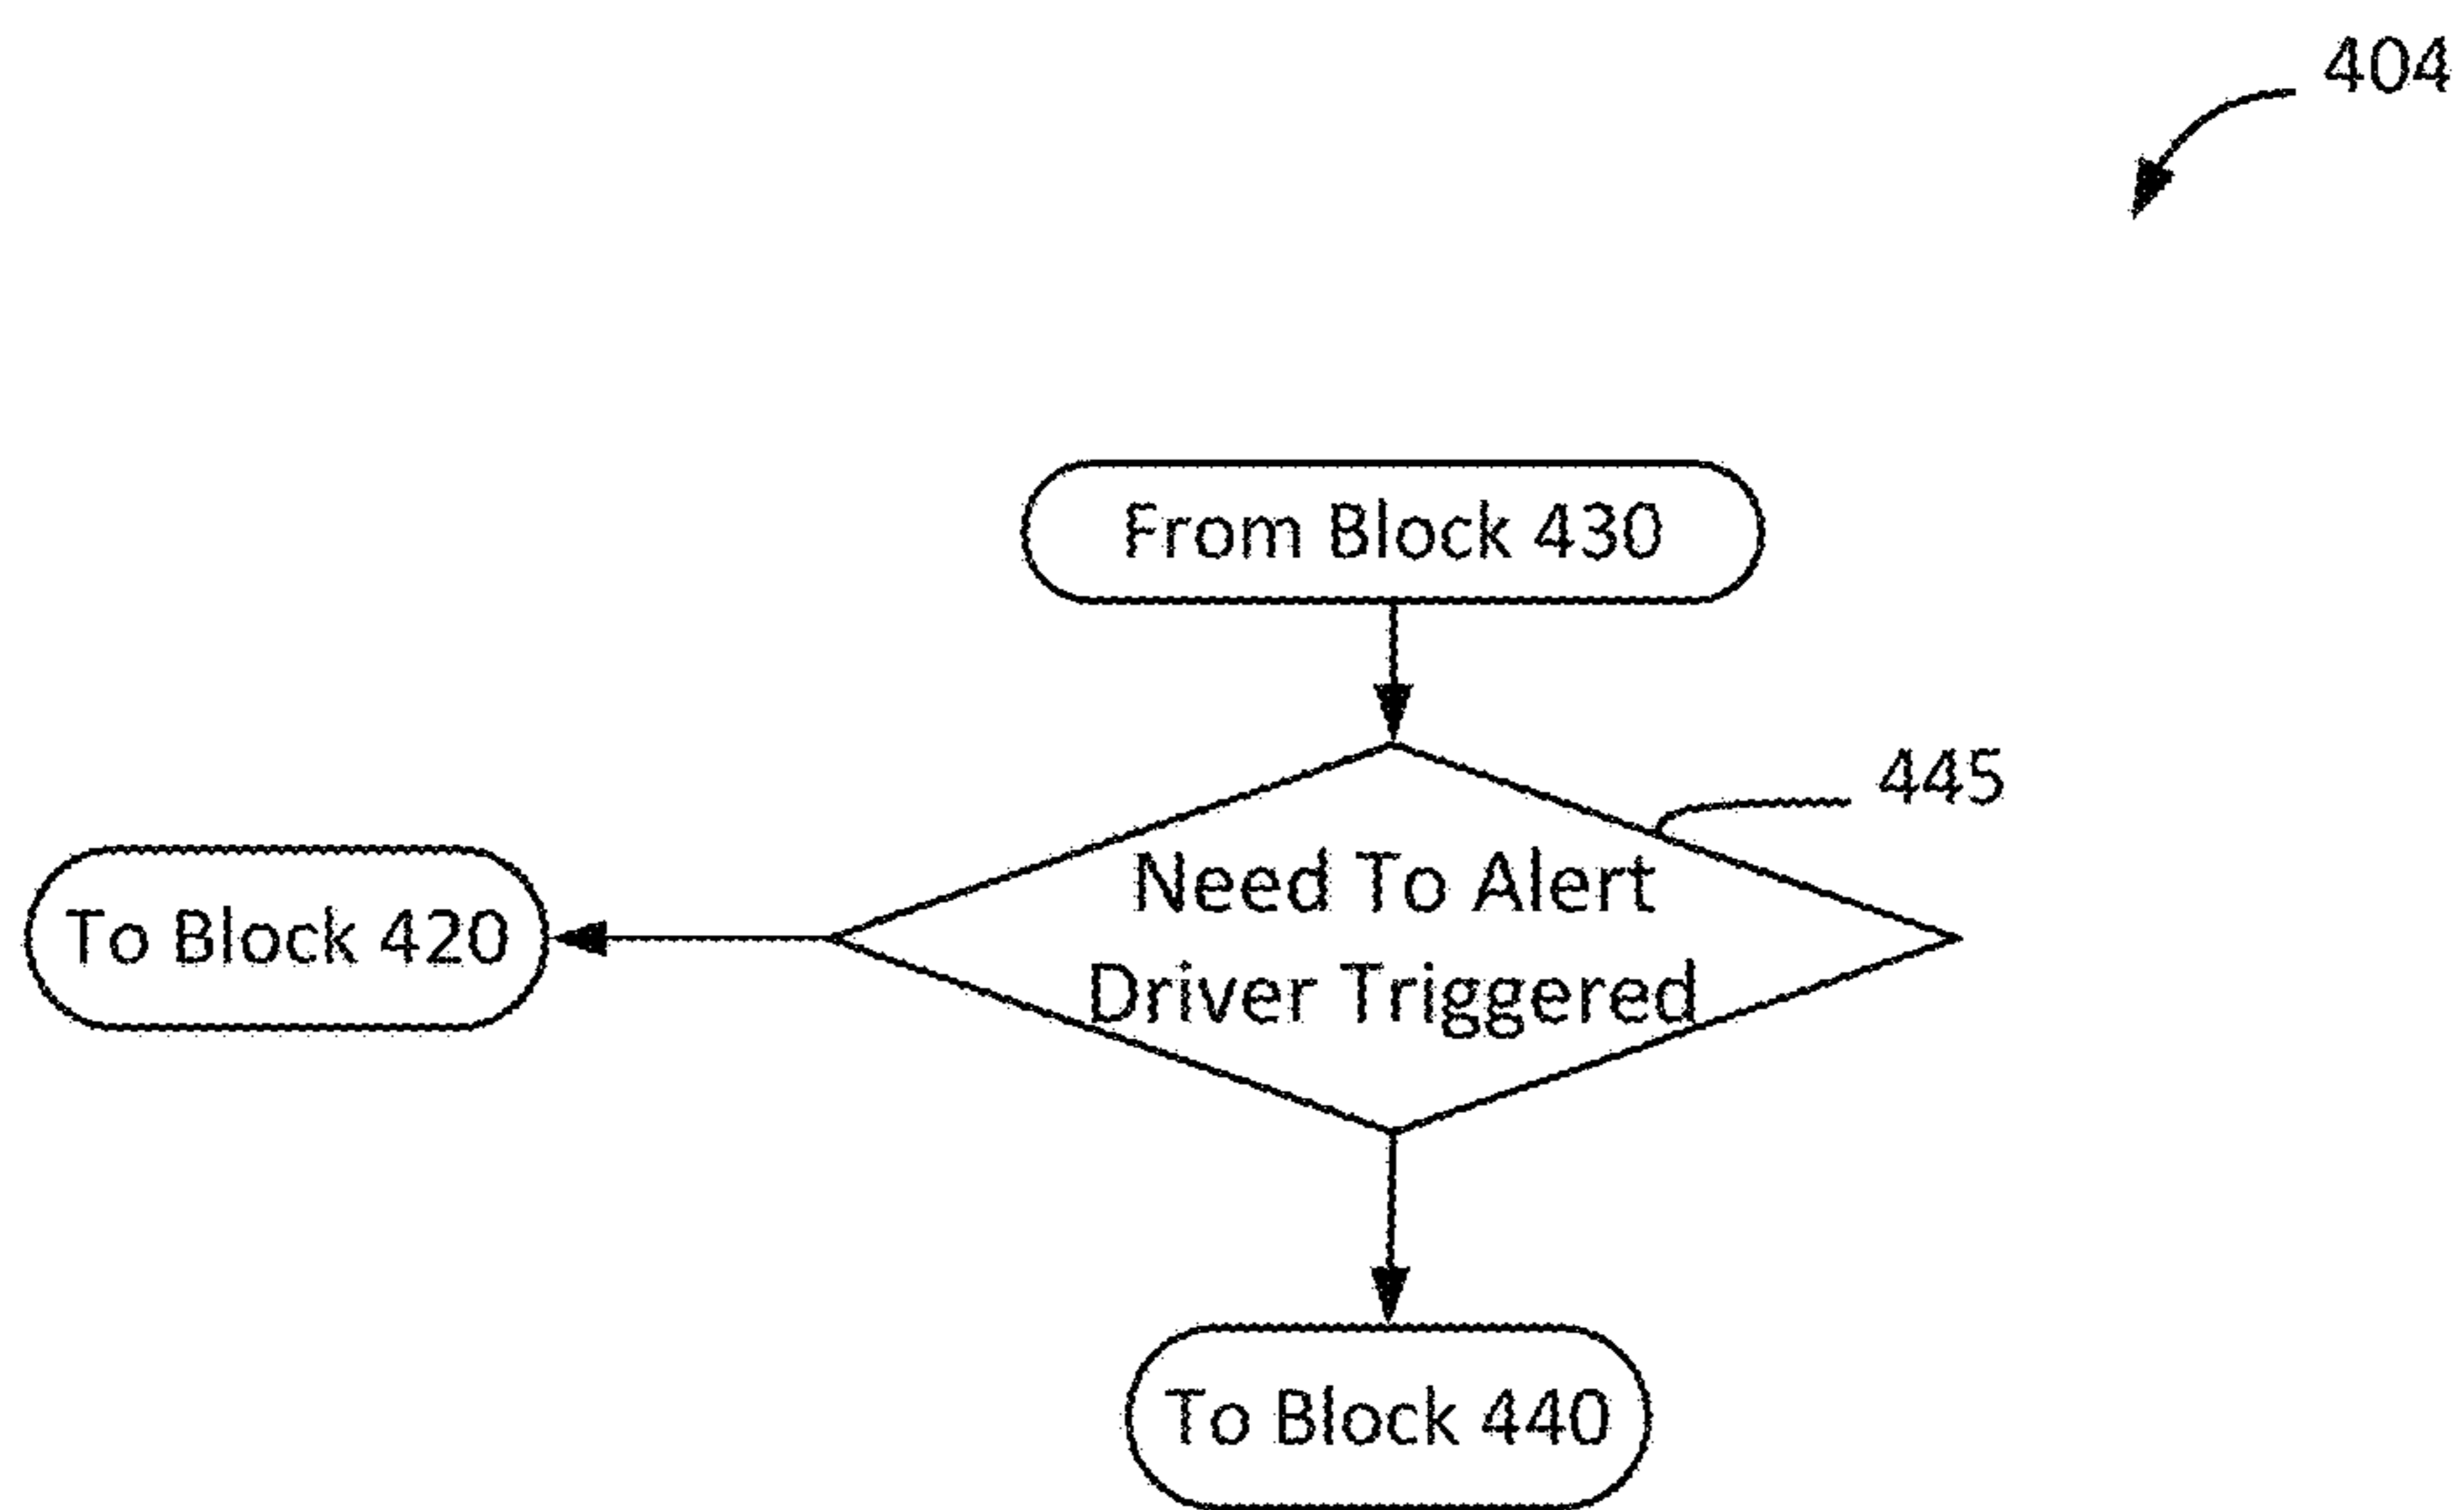 404
From Block 430
445
Need To Alert
Driver Triggered
To Block 420
To Block 440